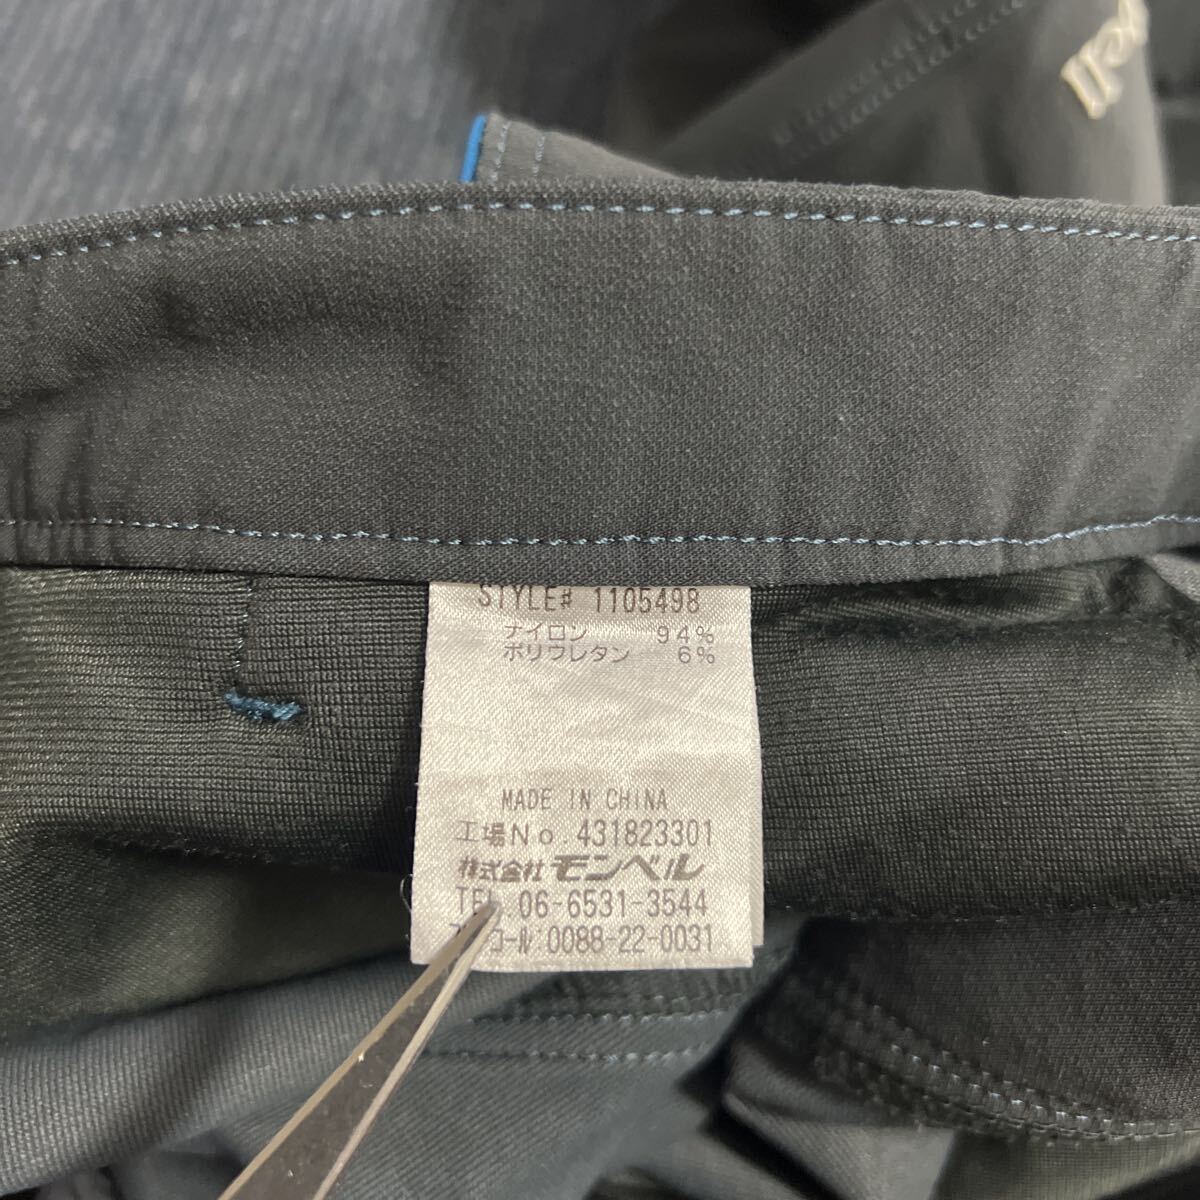 STYLE# 1105498
ナイロン 94%
ポリウレタン 6%
MADE IN CHINA
工場No. 431823301
株式会社 モンベル
TEL. 06-6531-3544
0088-22-0031